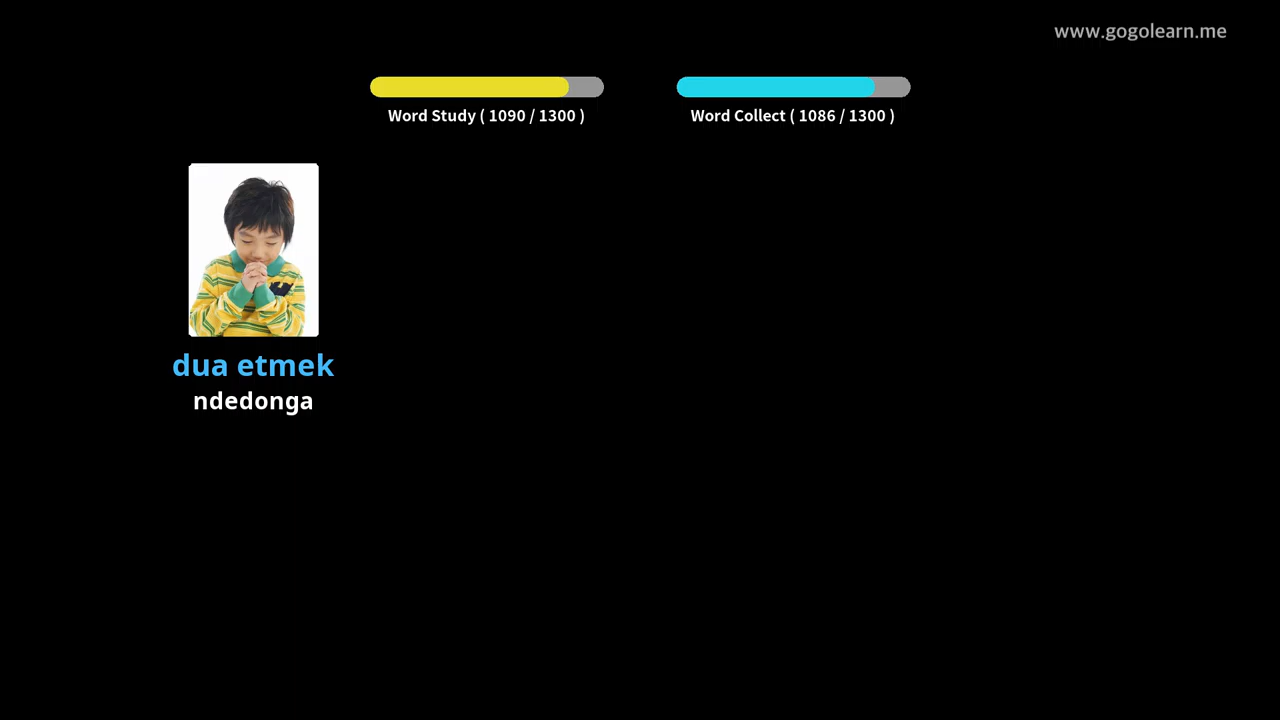 www.gogolearn.me
Word Study ( 1090 / 1300 )
Word Collect ( 1086 / 1300 )
dua etmek
ndedonga